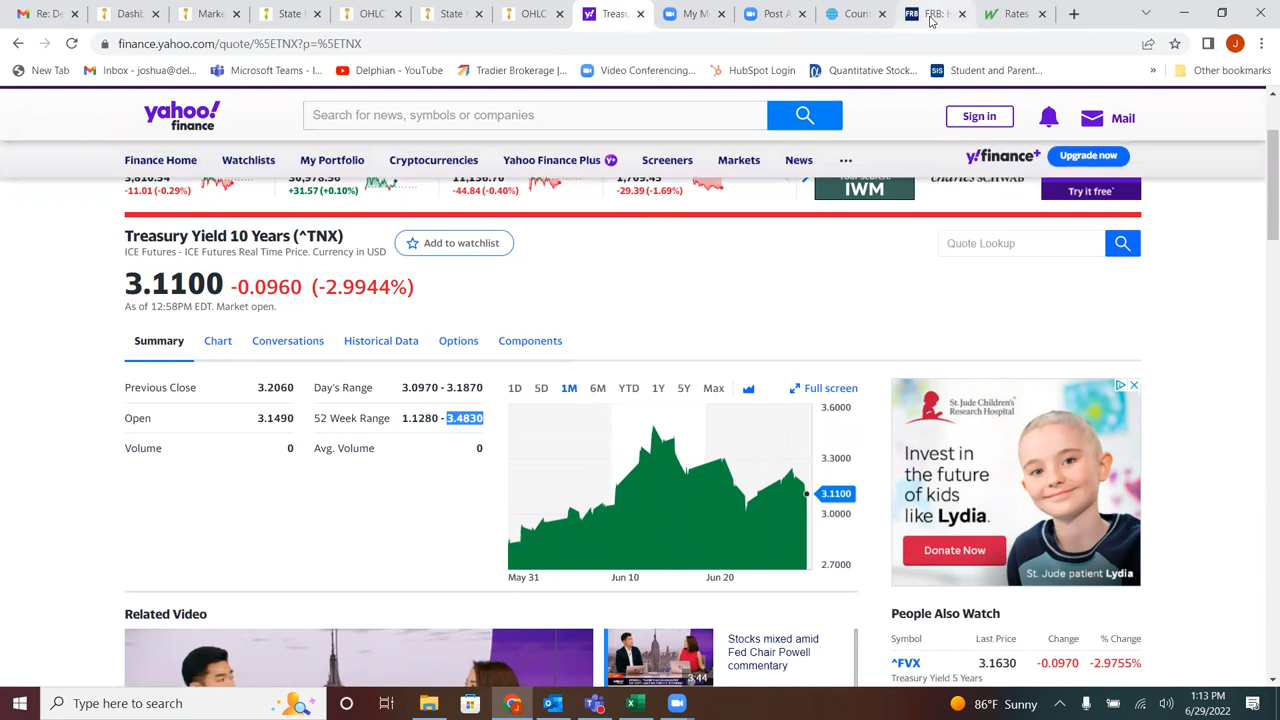 Re: De
Dashb
State I
OHLC
State I
OHLC
Treasu
My M
Post A
Count
FRB FRB: H
Rates
finance.yahoo.com/quote/%5ETNX?p=%5ETNX
J
New Tab
Inbox - joshua@del...
Microsoft Teams - I...
Delphian - YouTube
Tradier Brokerage |...
Video Conferencing...
HubSpot Login
Quantitative Stock...
SIS Student and Parent...
»
Other bookmarks
yahoo!
finance
Search for news, symbols or companies
Sign in
Mail
Finance Home
Watchlists
My Portfolio
Cryptocurrencies
Yahoo Finance Plus
Screeners
Markets
News
...
y!finance+
Upgrade now
-11.01 (-0.29%)
+31.57 (+0.10%)
-44.84 (-0.40%)
-29.39 (-1.69%)
IWM
Try it free*
Treasury Yield 10 Years (^TNX)
Add to watchlist
ICE Futures - ICE Futures Real Time Price. Currency in USD
Quote Lookup
3.1100 -0.0960 (-2.9944%)
As of 12:58PM EDT. Market open.
Summary
Chart
Conversations
Historical Data
Options
Components
Previous Close 3.2060
Day's Range 3.0970 - 3.1870
Open 3.1490
52 Week Range 1.1280 - 3.4830
Volume 0
Avg. Volume 0
1D 5D 1M 6M YTD 1Y 5Y Max
Full screen
3.6000
3.3000
3.1100
3.0000
2.7000
May 31
Jun 10
Jun 20
St. Jude Children's
Research Hospital
Invest in
the future
of kids
like Lydia.
Donate Now
St. Jude patient Lydia
Related Video
Stocks mixed amid
Fed Chair Powell
commentary
3:44
People Also Watch
Symbol Last Price Change % Change
^FVX 3.1630 -0.0970 -2.9755%
Treasury Yield 5 Years
Type here to search
86°F Sunny
1:13 PM
6/29/2022